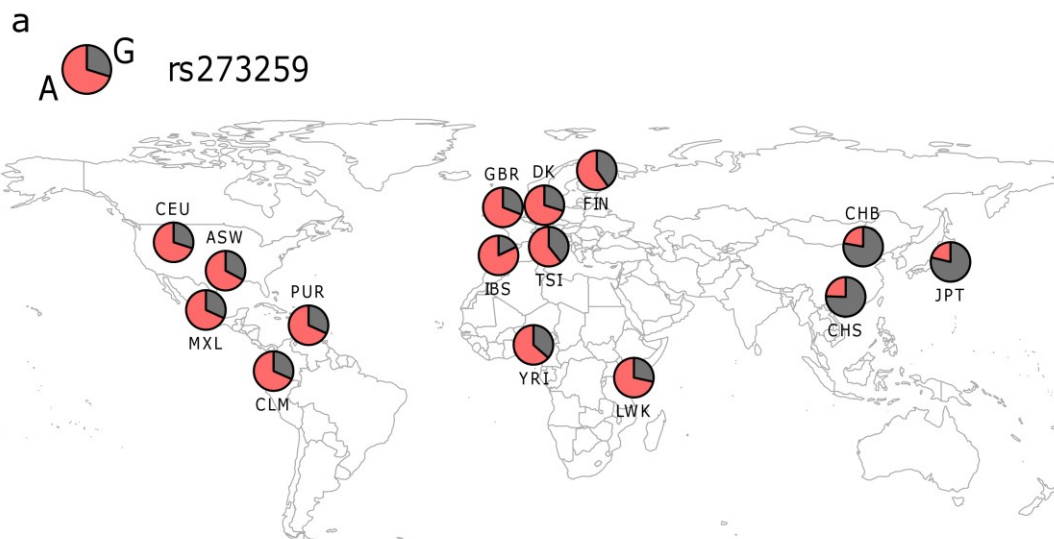 a
G
A
rs273259
GBR
DK
FIN
CEU
ASW
CHB
IBS
TSI
JPT
PUR
CHS
MXL
YRI
CLM
LWK